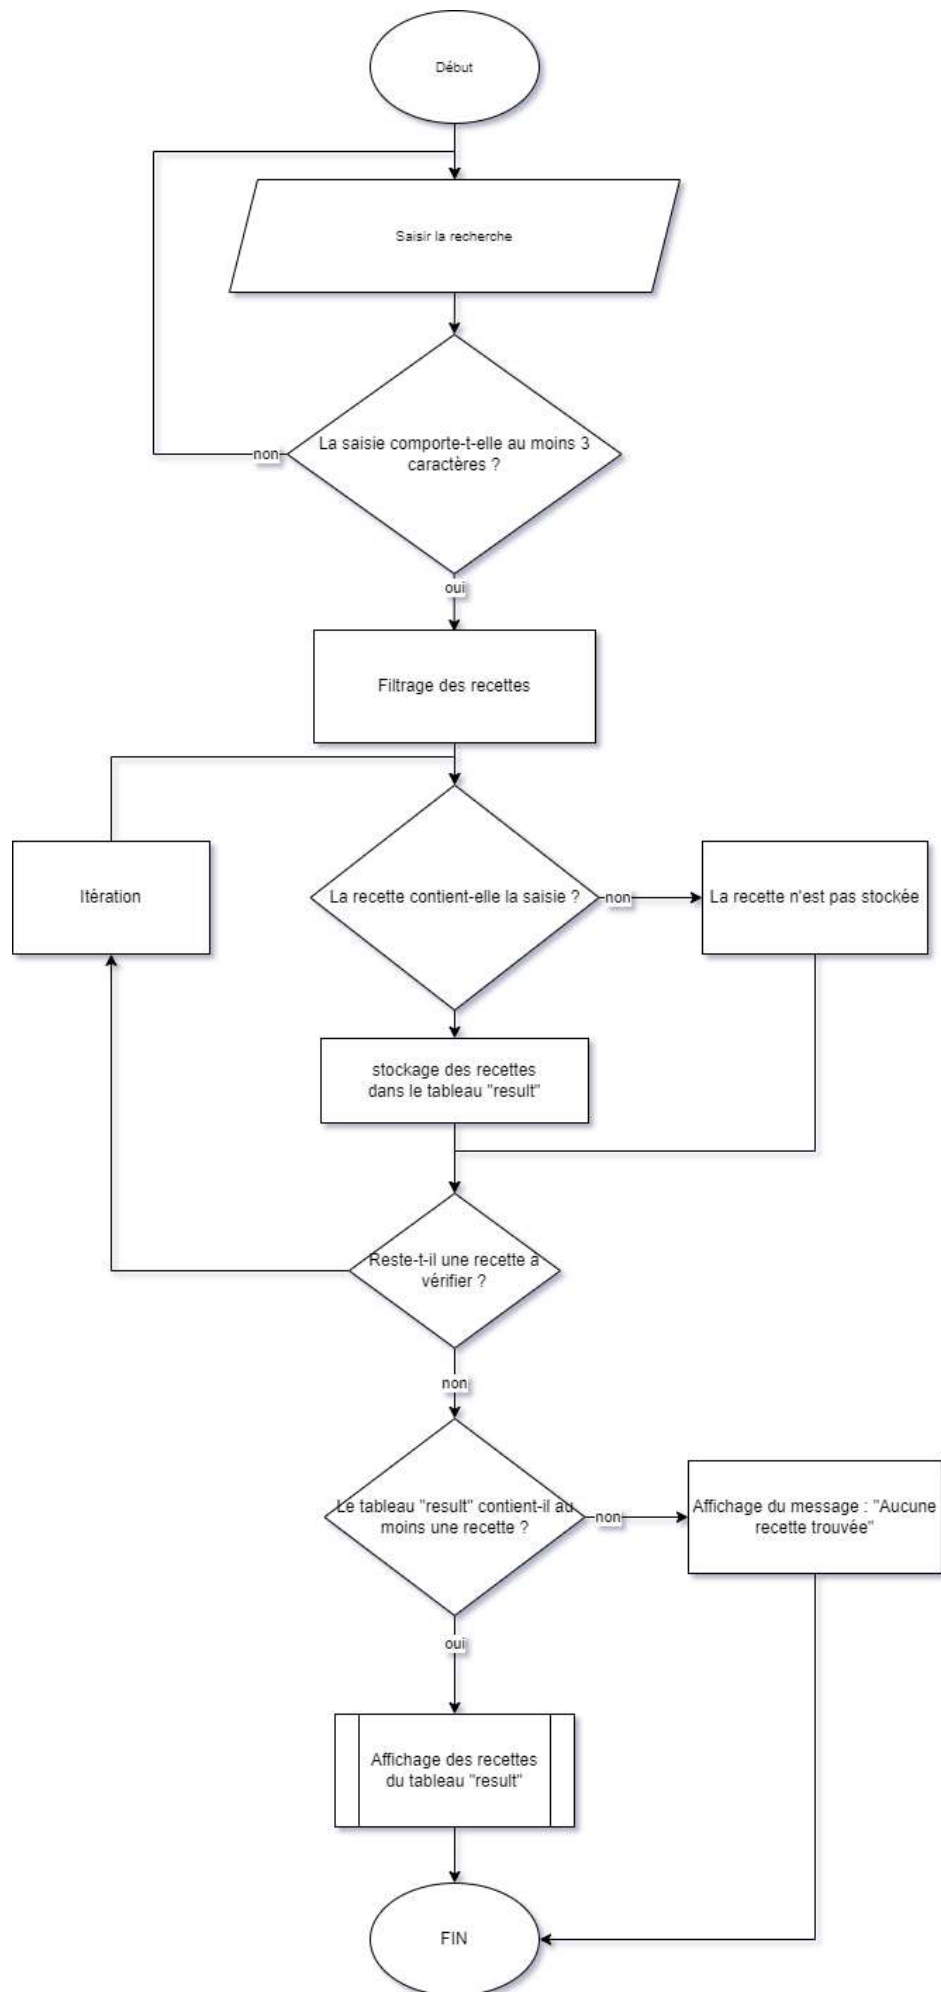 Début
Saisir la recherche
La saisie comporte-t-elle au moins 3
caractères ?
non
oui
Filtrage des recettes
Itération
La recette contient-elle la saisie ?
non
La recette n'est pas stockée
stockage des recettes
dans le tableau "result"
Reste-t-il une recette à
vérifier ?
non
Le tableau "result" contient-il au
moins une recette ?
non
Affichage du message : "Aucune
recette trouvée"
oui
Affichage des recettes
du tableau "result"
FIN